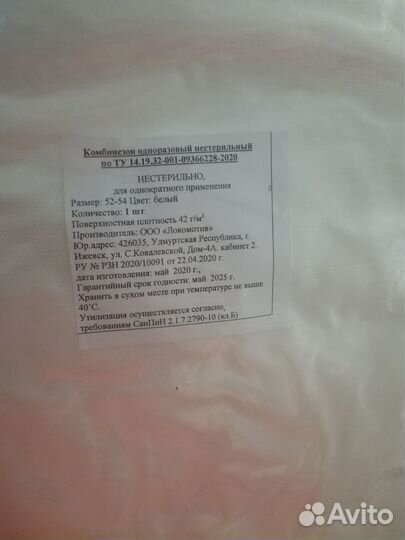 Комбинезон одноразовый нестерильный
по ТУ 14.19.32-001-09366228-2020
НЕСТЕРИЛЬНО,
для однократного применения
Размер: 52-54 Цвет: белый
Количество: 1 шт.
Поверхностная плотность 42 г/м²
Производитель: ООО «Локомотив»
Юр.адрес: 426035, Удмуртская Республика, г.
Ижевск, ул. С.Ковалевской, Дом-4А. кабинет 2.
РУ № РЗН 2020/10091 от 22.04.2020 г.
дата изготовления: май 2020 г.,
Гарантийный срок годности: май 2025 г.
Хранить в сухом месте при температуре не выше
40°С.
Утилизация осуществляется согласно,
требованиям СанПиН 2.1.7.2790-10 (кл.Б)
Avito